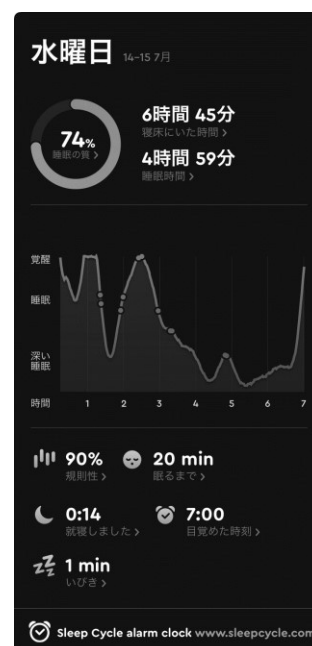 水曜日 14–15 7月
74%
睡眠の質 ›
6時間 45分
寝床にいた時間 ›
4時間 59分
睡眠時間 ›
覚醒
睡眠
深い
睡眠
時間 1 2 3 4 5 6 7
90% 20 min
規則性 › 眠るまで ›
0:14 7:00
就寝しました › 目覚めた時刻 ›
1 min
いびき ›
Sleep Cycle alarm clock www.sleepcycle.com